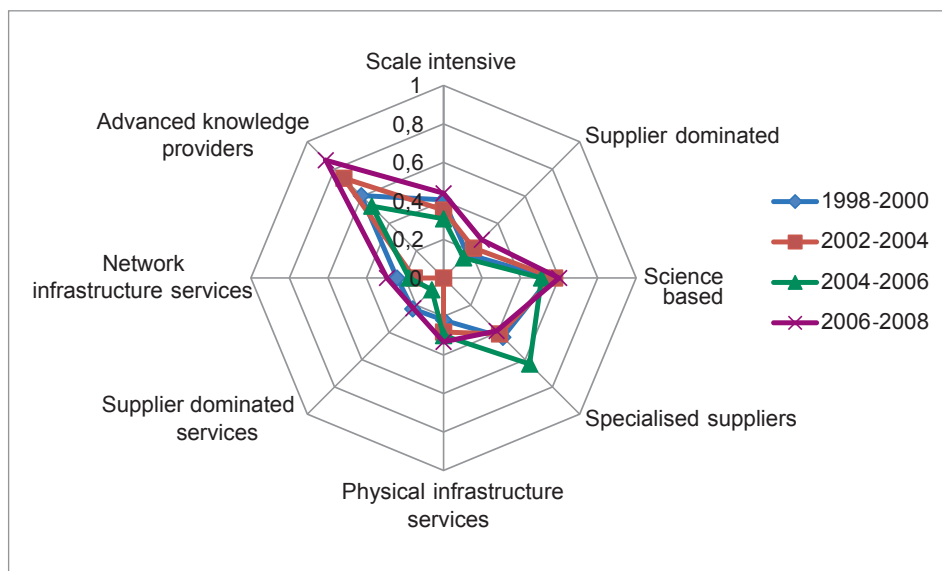 Scale intensive
1
Advanced knowledge
providers
0,8
Supplier dominated
0,6
0,4
0,2
0
Network
infrastructure services
Science
based
1998-2000
2002-2004
2004-2006
2006-2008
Supplier dominated
services
Specialised suppliers
Physical infrastructure
services